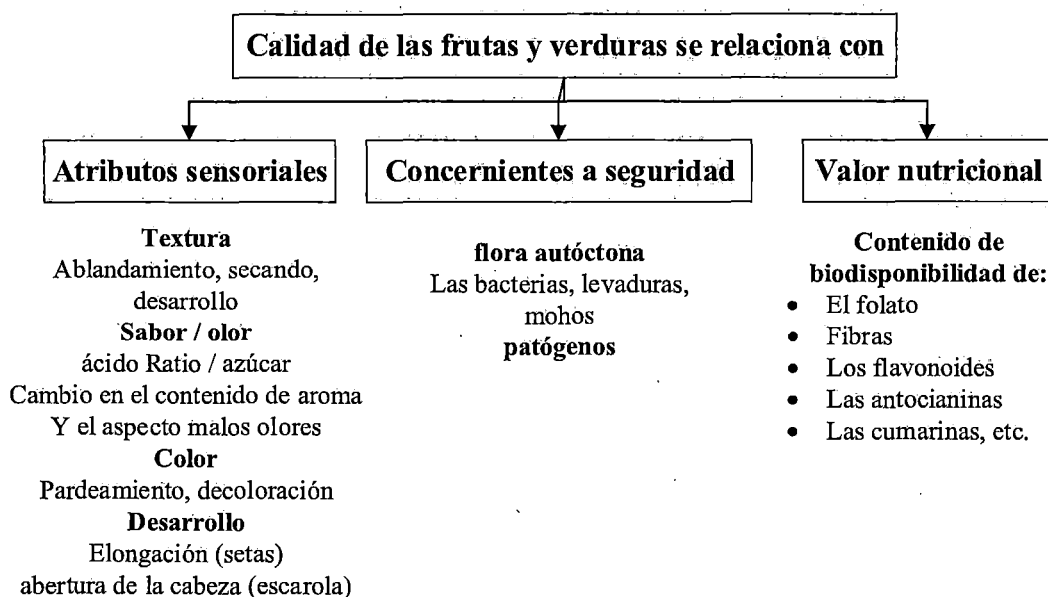 Calidad de las frutas y verduras se relaciona con
Atributos sensoriales
Textura
Ablandamiento, secando,
desarrollo
Sabor / olor
ácido Ratio / azúcar
Cambio en el contenido de aroma
Y el aspecto malos olores
Color
Pardeamiento, decoloración
Desarrollo
Elongación (setas)
abertura de la cabeza (escarola)
Concernientes a seguridad
flora autóctona
Las bacterias, levaduras,
mohos
patógenos
Valor nutricional
Contenido de
biodisponibilidad de:
• El folato
• Fibras
• Los flavonoides
• Las antocianinas
• Las cumarinas, etc.